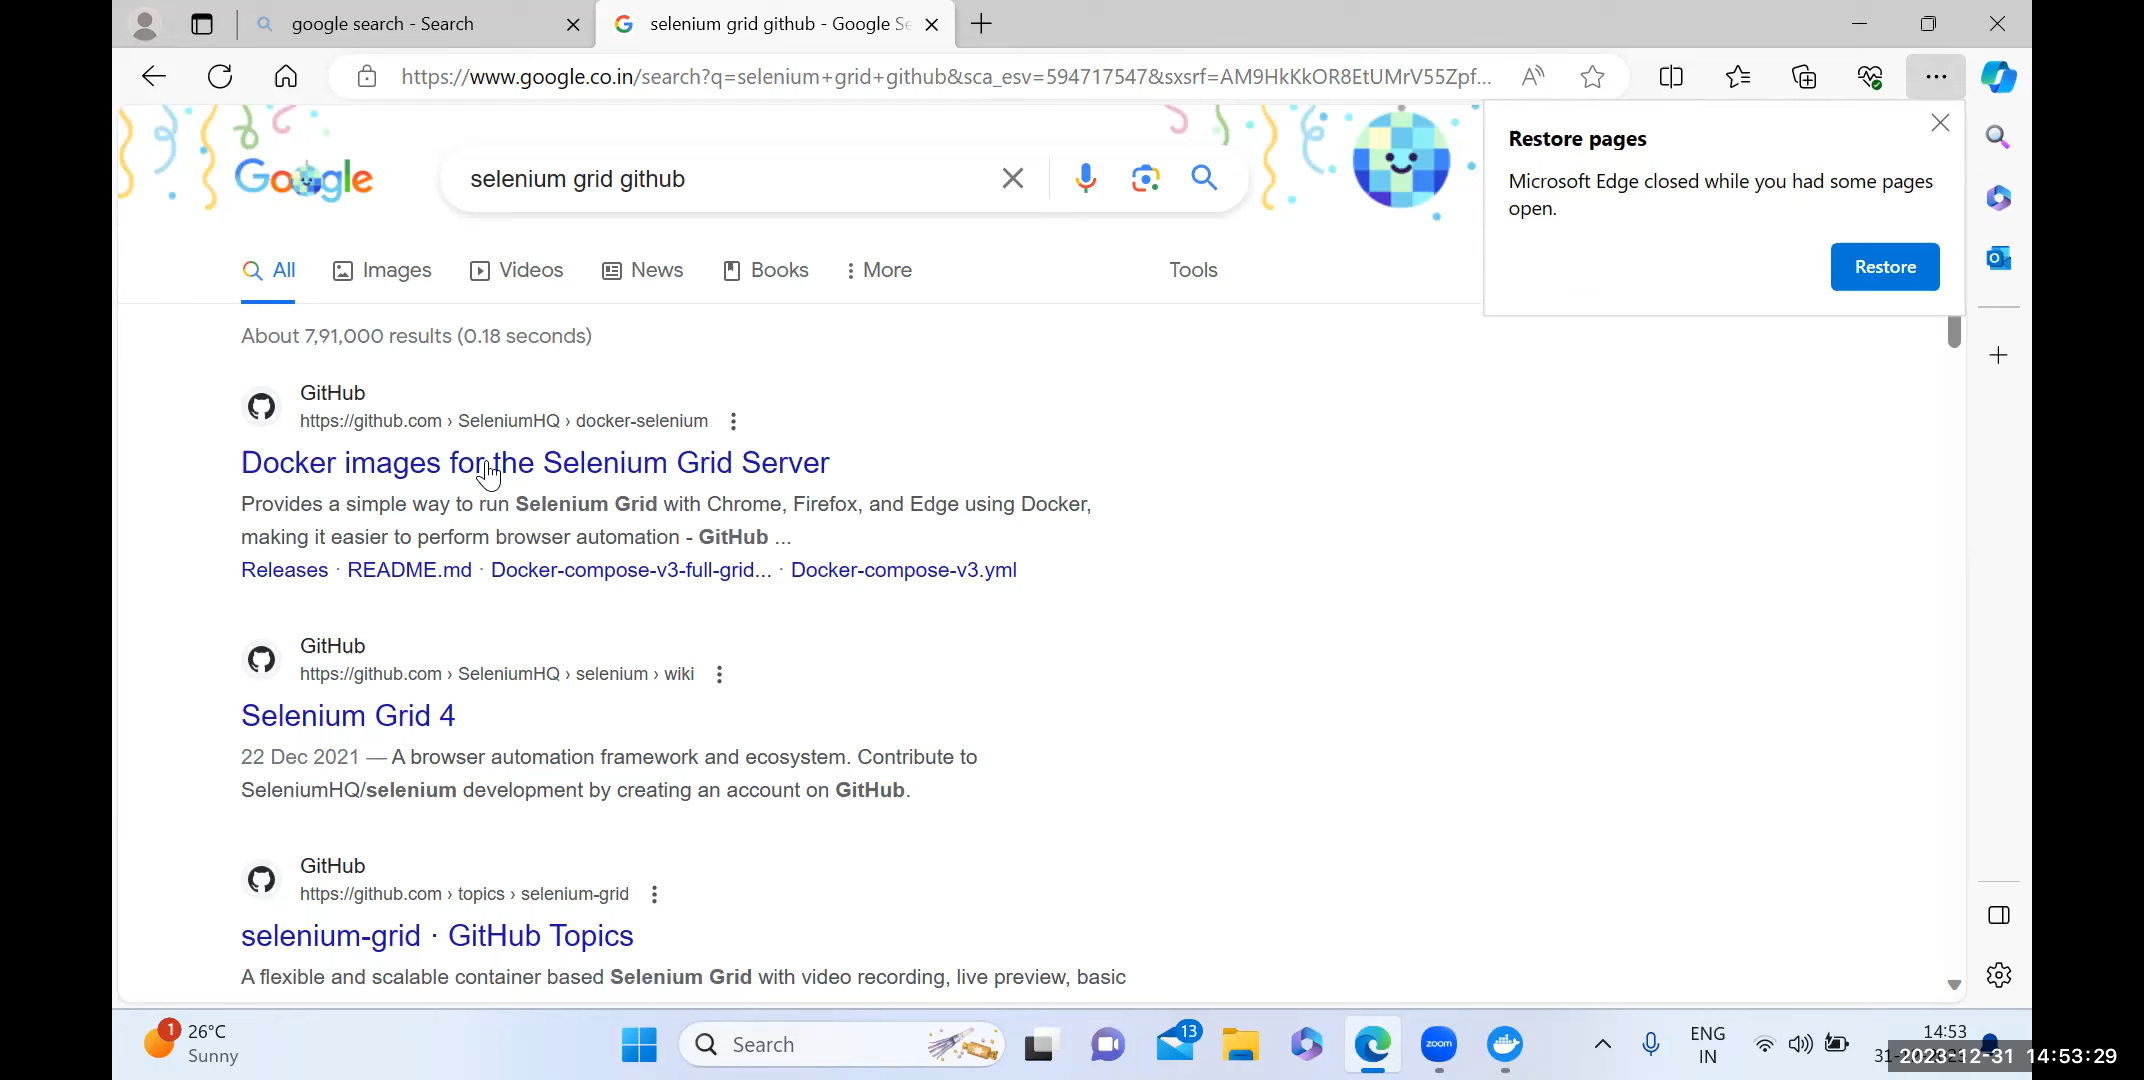 google search - Search
selenium grid github - Google Se
https://www.google.co.in/search?q=selenium+grid+github&sca_esv=594717547&sxsrf=AM9HkKkOR8EtUMrV55Zpf...
Google
selenium grid github
Restore pages
Microsoft Edge closed while you had some pages
open.
Restore
All
Images
Videos
News
Books
More
Tools
About 7,91,000 results (0.18 seconds)
GitHub
https://github.com › SeleniumHQ › docker-selenium
Docker images for the Selenium Grid Server
Provides a simple way to run Selenium Grid with Chrome, Firefox, and Edge using Docker,
making it easier to perform browser automation - GitHub ...
Releases · README.md · Docker-compose-v3-full-grid... · Docker-compose-v3.yml
GitHub
https://github.com › SeleniumHQ › selenium › wiki
Selenium Grid 4
22 Dec 2021 — A browser automation framework and ecosystem. Contribute to
SeleniumHQ/selenium development by creating an account on GitHub.
GitHub
https://github.com › topics › selenium-grid
selenium-grid · GitHub Topics
A flexible and scalable container based Selenium Grid with video recording, live preview, basic
1
26°C
Sunny
Search
13
zoom
ENG
IN
14:53
2023-12-31 14:53:29